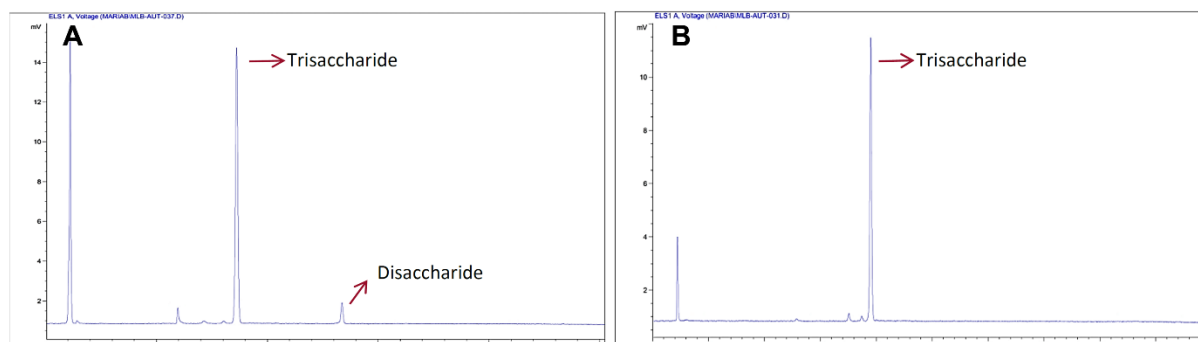 ELS1 A, Voltage (MARIAB\MLB-AUT-037.D)
mV
A
14
12
10
8
6
4
2
Trisaccharide
Disaccharide
ELS1 A, Voltage (MARIAB\MLB-AUT-031.D)
mV
B
10
8
6
4
2
Trisaccharide